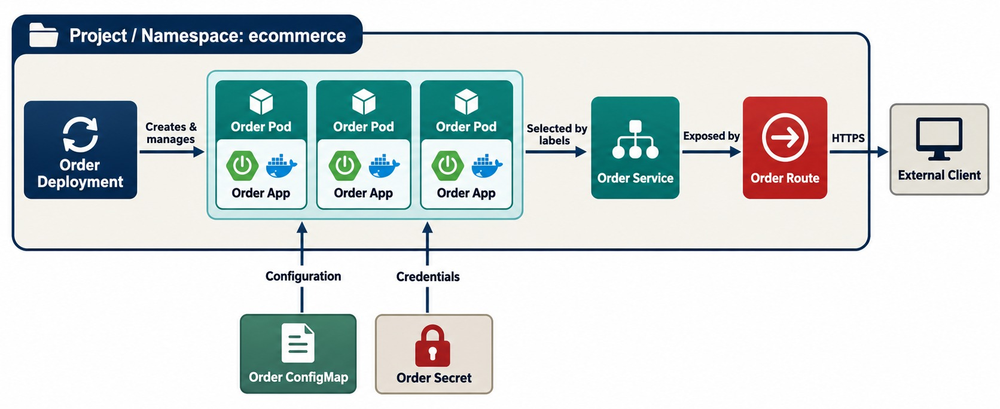 Project / Namespace: ecommerce
Order
Deployment
Creates &
manages
Order Pod
Order App
Order Pod
Order App
Order Pod
Order App
Selected by
labels
Order Service
Exposed by
Order Route
HTTPS
External Client
Configuration
Credentials
Order ConfigMap
Order Secret